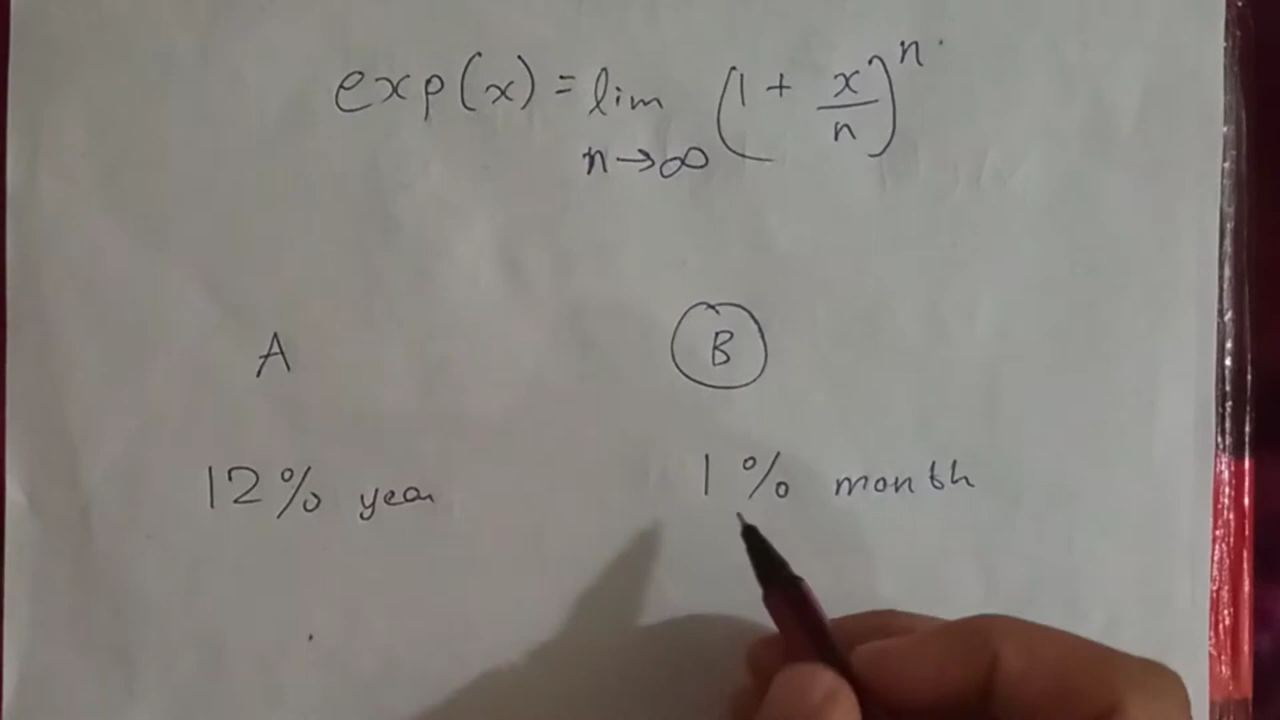 exp(x) = lim (1 + x/n)^n
n→∞
A B
12% year 1% month